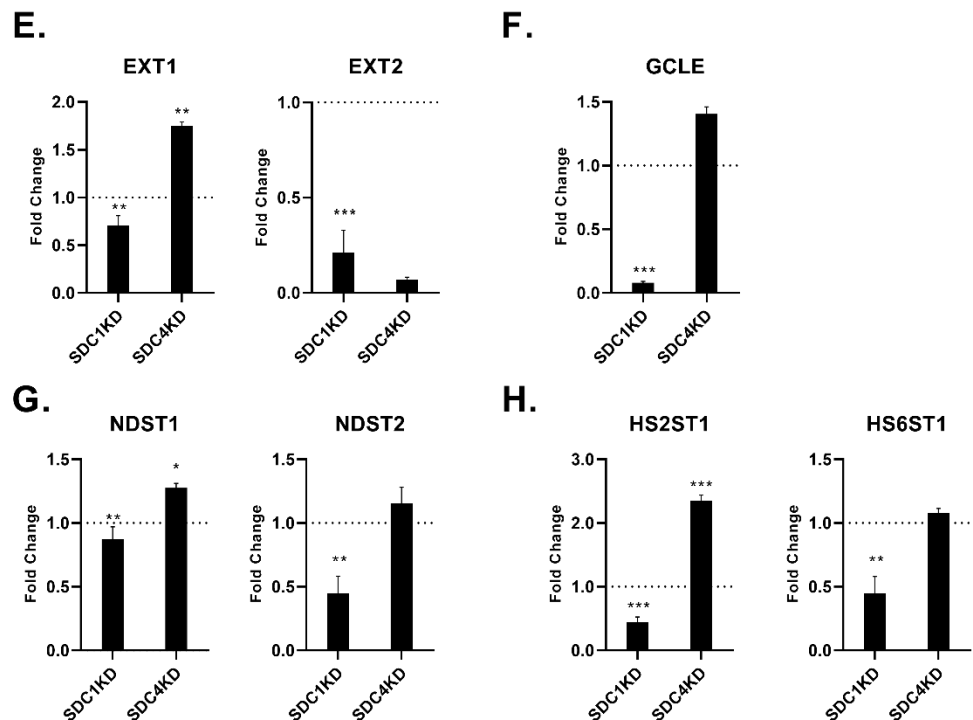 E.
EXT1
Fold Change
2.0
1.5
1.0
0.5
0.0
**
**
SDC1KD
SDC4KD
EXT2
Fold Change
1.0
0.5
0.0
***
SDC1KD
SDC4KD
F.
GCLE
Fold Change
1.5
1.0
0.5
0.0
***
SDC1KD
SDC4KD
G.
NDST1
Fold Change
1.5
1.0
0.5
0.0
**
*
SDC1KD
SDC4KD
NDST2
Fold Change
1.5
1.0
0.5
0.0
**
SDC1KD
SDC4KD
H.
HS2ST1
Fold Change
3.0
2.0
1.0
0.0
***
***
SDC1KD
SDC4KD
HS6ST1
Fold Change
1.5
1.0
0.5
0.0
**
SDC1KD
SDC4KD